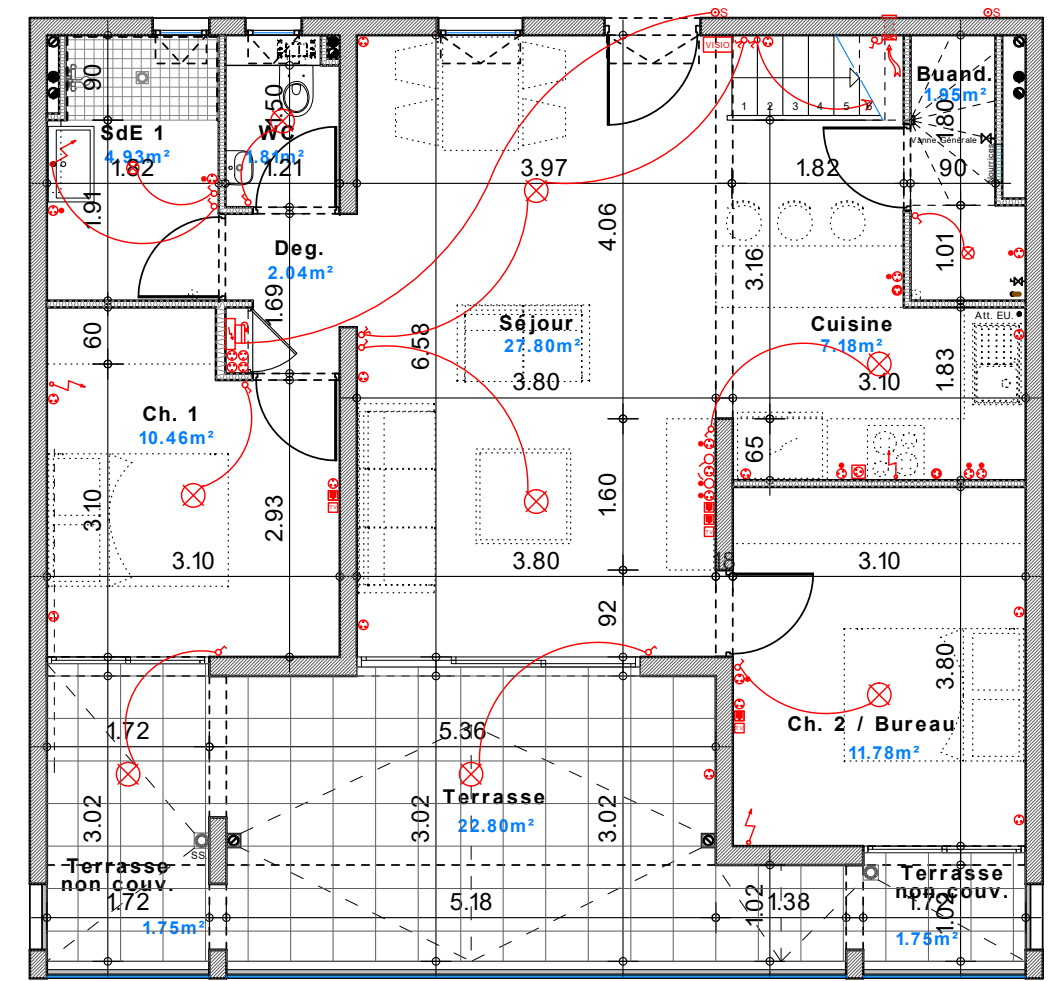 S
S
VISIO
90
SdE 1
4.93m²
1.82
1.91
1.50
WC
1.81m²
1.21
3.97
4.06
1 2 3 4 5 6
1.82
Buand.
1.95m²
1.80
Vanne Générale
Nourrices
90
Deg.
2.04m²
1.69
3.16
1.01
60
6.58
Séjour
27.80m²
3.80
Cuisine
7.18m²
3.10
Att. EU.
1.83
Ch. 1
10.46m²
65
3.10
2.93
1.60
TV
TV
3.10
3.80
18
3.10
92
3.80
Ch. 2 / Bureau
11.78m²
TV
1.72
5.36
Terrasse
22.80m²
3.02
3.02
3.02
SS
Terrasse
non couv.
1.72
1.75m²
5.18
1.02
1.38
Terrasse
non couv.
1.02
1.75m²